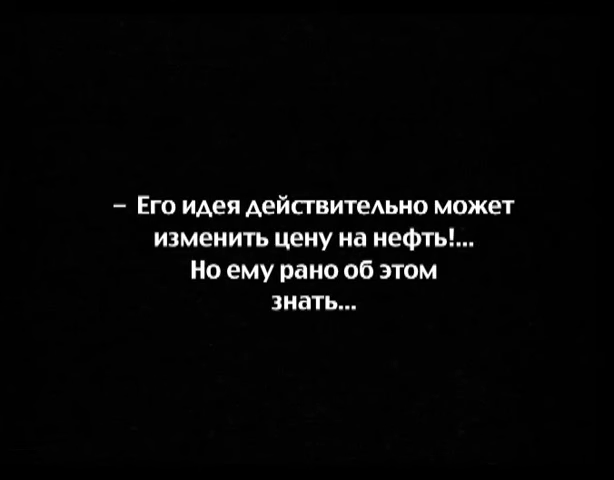 – Его идея действительно может
изменить цену на нефть!...
Но ему рано об этом
знать...